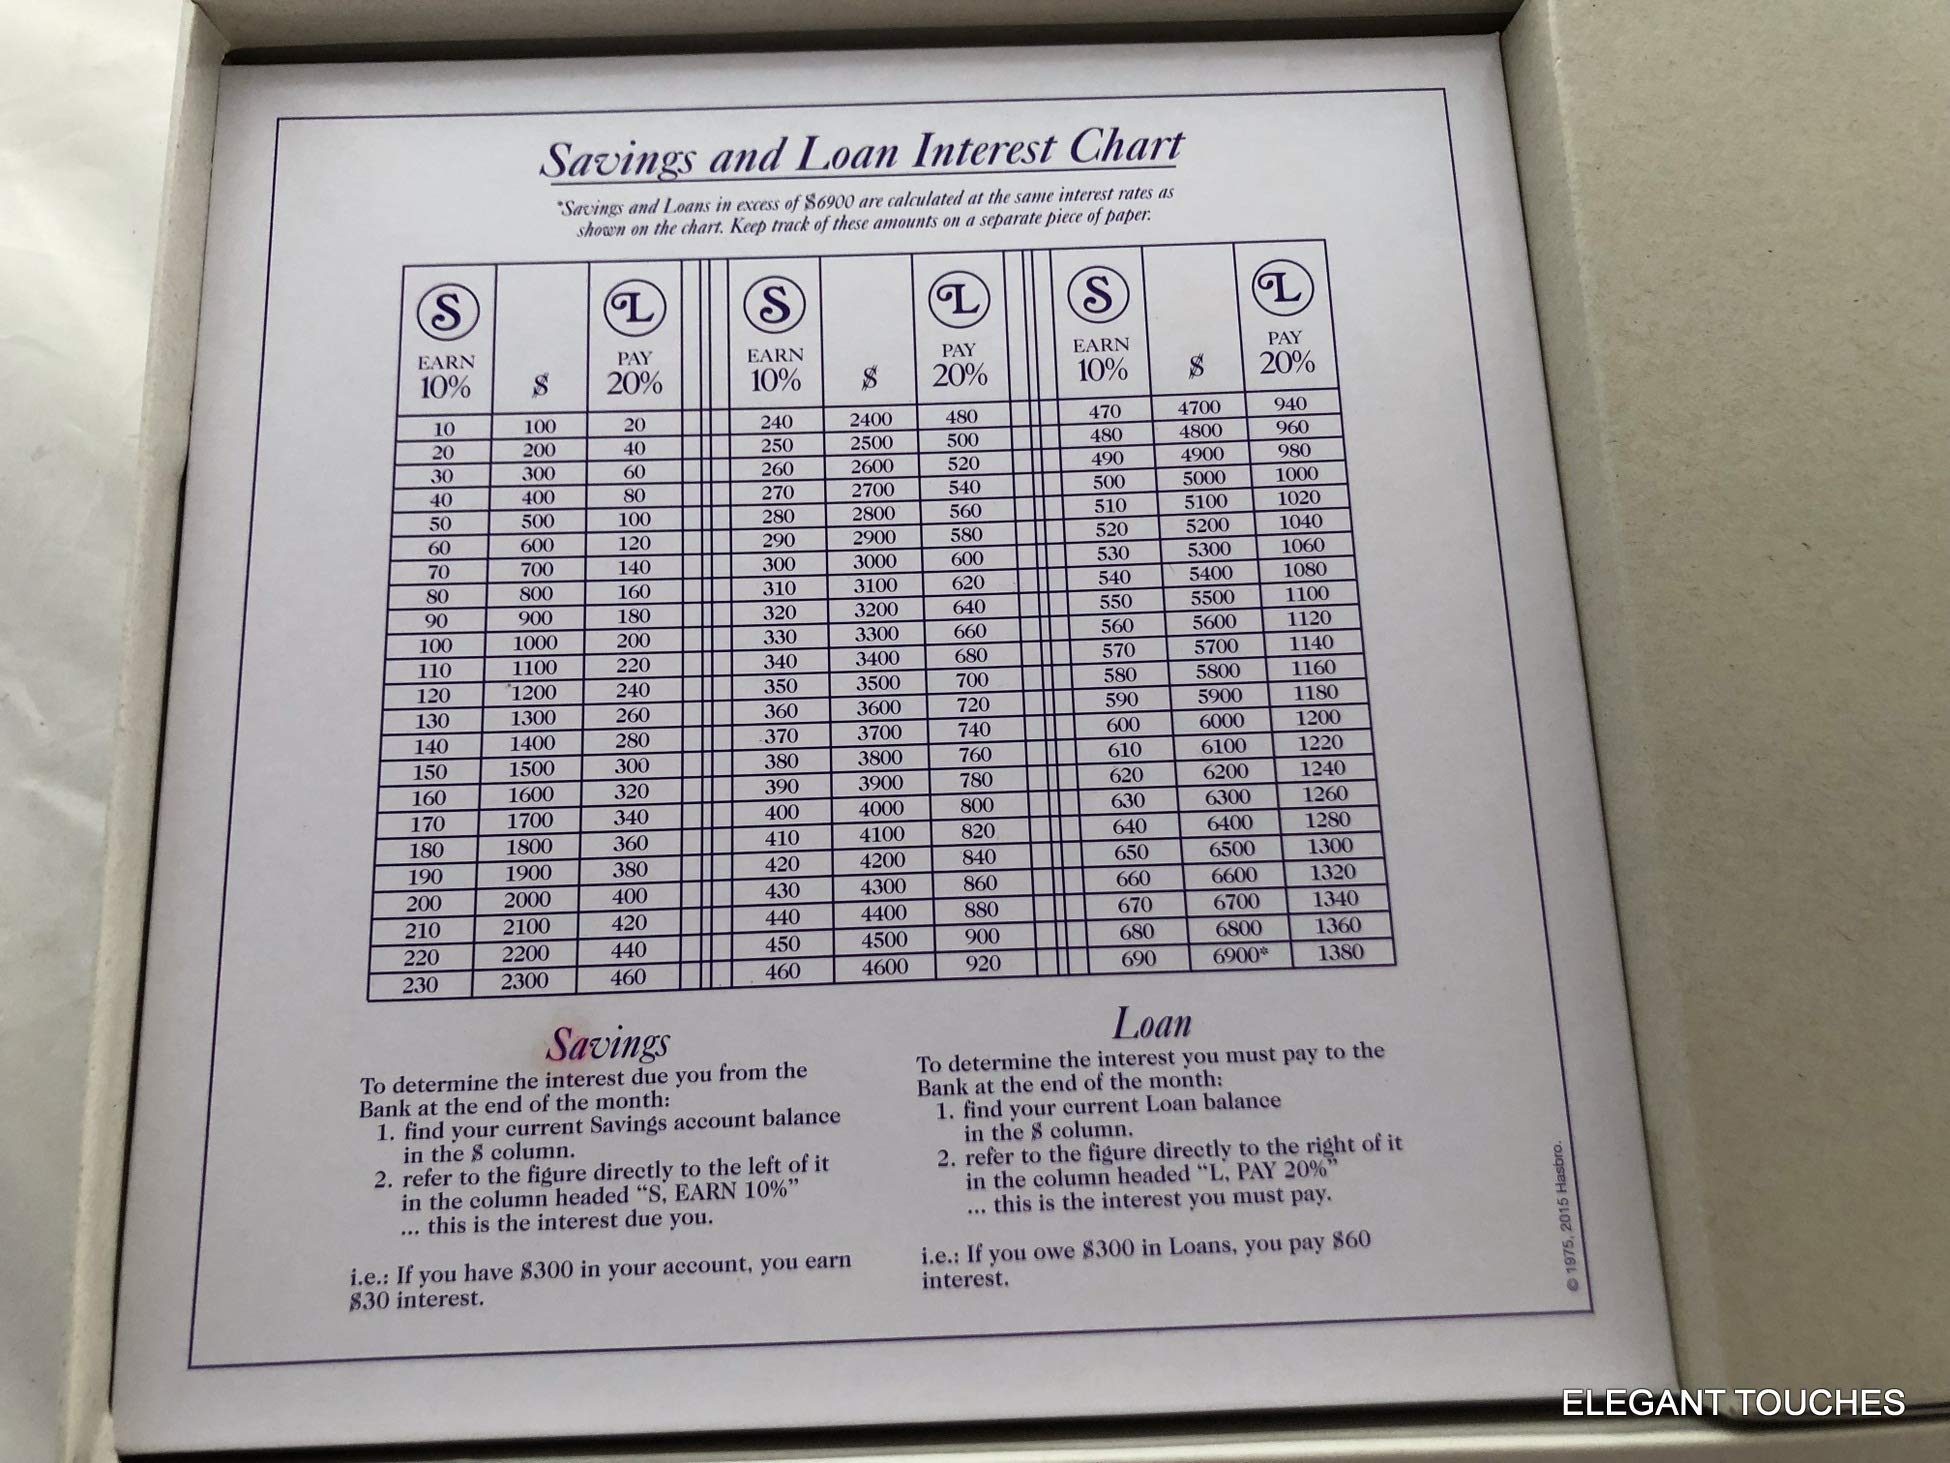 Savings and Loan Interest Chart
*Savings and Loans in excess of $6900 are calculated at the same interest rates as
shown on the chart. Keep track of these amounts on a separate piece of paper.
S L S L S L
EARN 10% $ PAY 20% EARN 10% $ PAY 20% EARN 10% $ PAY 20%
10 100 20 240 2400 480 470 4700 940
20 200 40 250 2500 500 480 4800 960
30 300 60 260 2600 520 490 4900 980
40 400 80 270 2700 540 500 5000 1000
50 500 100 280 2800 560 510 5100 1020
60 600 120 290 2900 580 520 5200 1040
70 700 140 300 3000 600 530 5300 1060
80 800 160 310 3100 620 540 5400 1080
90 900 180 320 3200 640 550 5500 1100
100 1000 200 330 3300 660 560 5600 1120
110 1100 220 340 3400 680 570 5700 1140
120 1200 240 350 3500 700 580 5800 1160
130 1300 260 360 3600 720 590 5900 1180
140 1400 280 370 3700 740 600 6000 1200
150 1500 300 380 3800 760 610 6100 1220
160 1600 320 390 3900 780 620 6200 1240
170 1700 340 400 4000 800 630 6300 1260
180 1800 360 410 4100 820 640 6400 1280
190 1900 380 420 4200 840 650 6500 1300
200 2000 400 430 4300 860 660 6600 1320
210 2100 420 440 4400 880 670 6700 1340
220 2200 440 450 4500 900 680 6800 1360
230 2300 460 460 4600 920 690 6900* 1380
Savings
To determine the interest due you from the
Bank at the end of the month:
1. find your current Savings account balance
in the $ column.
2. refer to the figure directly to the left of it
in the column headed “S, EARN 10%”
... this is the interest due you.
i.e.: If you have $300 in your account, you earn
$30 interest.
Loan
To determine the interest you must pay to the
Bank at the end of the month:
1. find your current Loan balance
in the $ column.
2. refer to the figure directly to the right of it
in the column headed “L, PAY 20%”
... this is the interest you must pay.
i.e.: If you owe $300 in Loans, you pay $60
interest.
© 1975, 2015 Hasbro.
ELEGANT TOUCHES